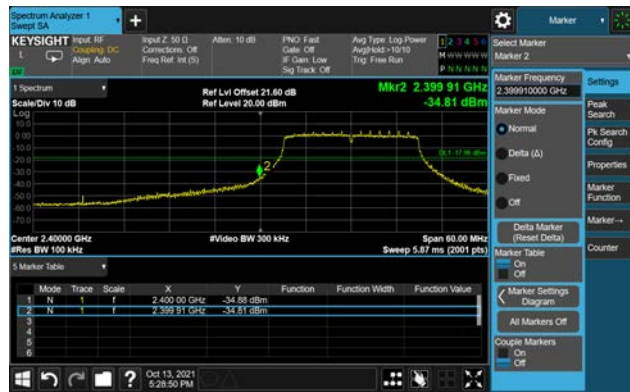 Spectrum Analyzer 1
Swept SA
Marker
KEYSIGHT
Input: RF
Input Z: 50 Ω
Atten: 10 dB
PNO: Fast
Avg Type: Log-Power
1 2 3 4 5 6
L
Coupling: DC
Corrections: Off
Gate: Off
Avg|Hold:>10/10
M W W W W W
Align: Auto
Freq Ref: Int (S)
IF Gain: Low
Trig: Free Run
Sig Track: Off
P N N N N N
Select Marker
Marker 2
1 Spectrum
Ref Lvl Offset 21.60 dB
Mkr2 2.399 91 GHz
Scale/Div 10 dB
Ref Level 20.00 dBm
-34.81 dBm
Log
10.0
0.00
-10.0
-20.0
-30.0
-40.0
-50.0
-60.0
-70.0
2
Center 2.40000 GHz
#Video BW 300 kHz
Span 60.00 MHz
#Res BW 100 kHz
Sweep 5.87 ms (2001 pts)
5 Marker Table
Mode Trace Scale X Y Function Function Width Function Value
1 N 1 f 2.400 00 GHz -34.88 dBm
2 N 1 f 2.399 91 GHz -34.81 dBm
3
4
5
6
Marker Frequency
2.399910000 GHz
Marker Mode
Normal
Delta (Δ)
Fixed
Off
Delta Marker
(Reset Delta)
Marker Table
On
Off
Marker Settings
Diagram
All Markers Off
Couple Markers
On
Off
Settings
Peak
Search
Pk Search
Config
Properties
Marker
Function
Marker→
Counter
Oct 13, 2021
5:28:50 PM